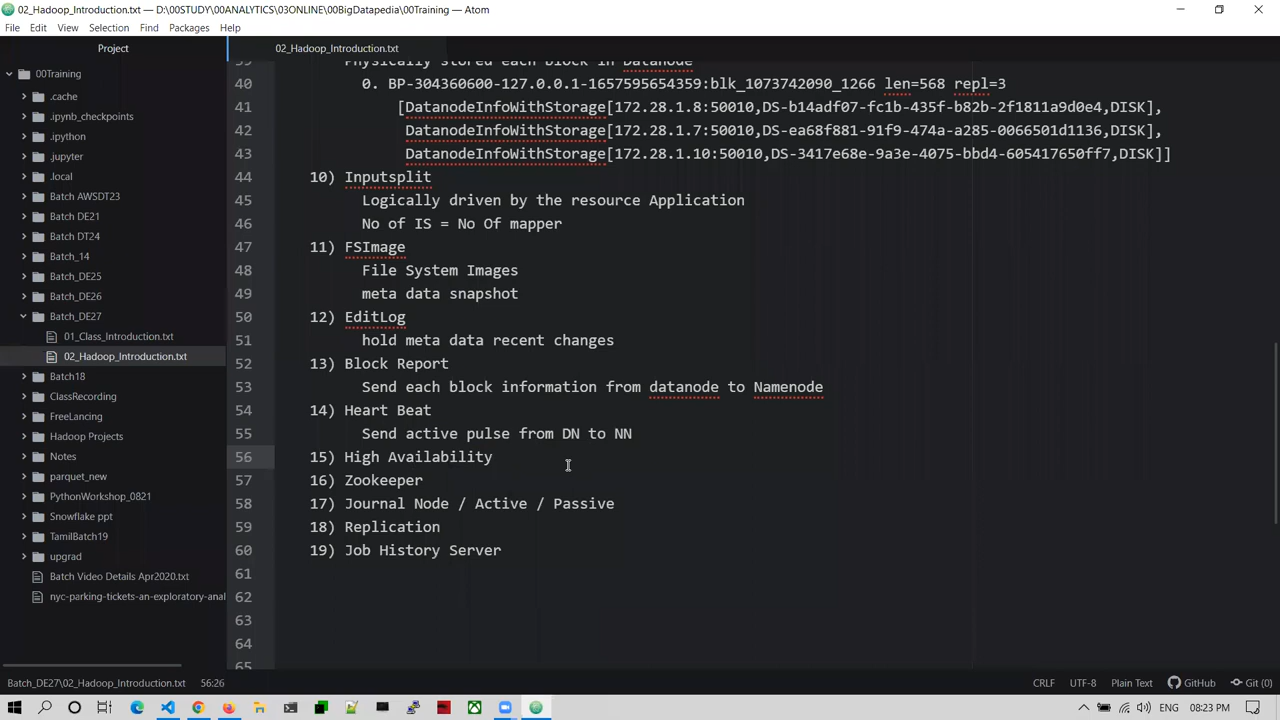 02_Hadoop_Introduction.txt — D:\00STUDY\00ANALYTICS\03ONLINE\00BigDatapedia\00Training — Atom
File Edit View Selection Find Packages Help
Project
02_Hadoop_Introduction.txt
00Training
.cache
.ipynb_checkpoints
.ipython
.jupyter
.local
Batch AWSDT23
Batch DE21
Batch DT24
Batch_14
Batch_DE25
Batch_DE26
Batch_DE27
01_Class_Introduction.txt
02_Hadoop_Introduction.txt
Batch18
ClassRecording
FreeLancing
Hadoop Projects
Notes
parquet_new
PythonWorkshop_0821
Snowflake ppt
TamilBatch19
upgrad
Batch Video Details Apr2020.txt
nyc-parking-tickets-an-exploratory-anal
39 Physically stored each block in Datanode
40 0. BP-304360600-127.0.0.1-1657595654359:blk_1073742090_1266 len=568 repl=3
41 [DatanodeInfoWithStorage[172.28.1.8:50010,DS-b14adf07-fc1b-435f-b82b-2f1811a9d0e4,DISK],
42 DatanodeInfoWithStorage[172.28.1.7:50010,DS-ea68f881-91f9-474a-a285-0066501d1136,DISK],
43 DatanodeInfoWithStorage[172.28.1.10:50010,DS-3417e68e-9a3e-4075-bbd4-605417650ff7,DISK]]
44 10) Inputsplit
45 Logically driven by the resource Application
46 No of IS = No Of mapper
47 11) FSImage
48 File System Images
49 meta data snapshot
50 12) EditLog
51 hold meta data recent changes
52 13) Block Report
53 Send each block information from datanode to Namenode
54 14) Heart Beat
55 Send active pulse from DN to NN
56 15) High Availability
57 16) Zookeeper
58 17) Journal Node / Active / Passive
59 18) Replication
60 19) Job History Server
61
62
63
64
65
Batch_DE27\02_Hadoop_Introduction.txt 56:26 CRLF UTF-8 Plain Text GitHub Git (0)
ENG 08:23 PM